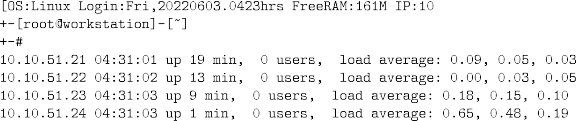 [OS:Linux Login:Fri,20220603.0423hrs FreeRAM:161M IP:10
+-[root@workstation]-[~]
+-#
10.10.51.21 04:31:01 up 19 min,  0 users,  load average: 0.09, 0.05, 0.03
10.10.51.22 04:31:02 up 13 min,  0 users,  load average: 0.00, 0.03, 0.05
10.10.51.23 04:31:03 up 9 min,  0 users,  load average: 0.18, 0.15, 0.10
10.10.51.24 04:31:03 up 1 min,  0 users,  load average: 0.65, 0.48, 0.19